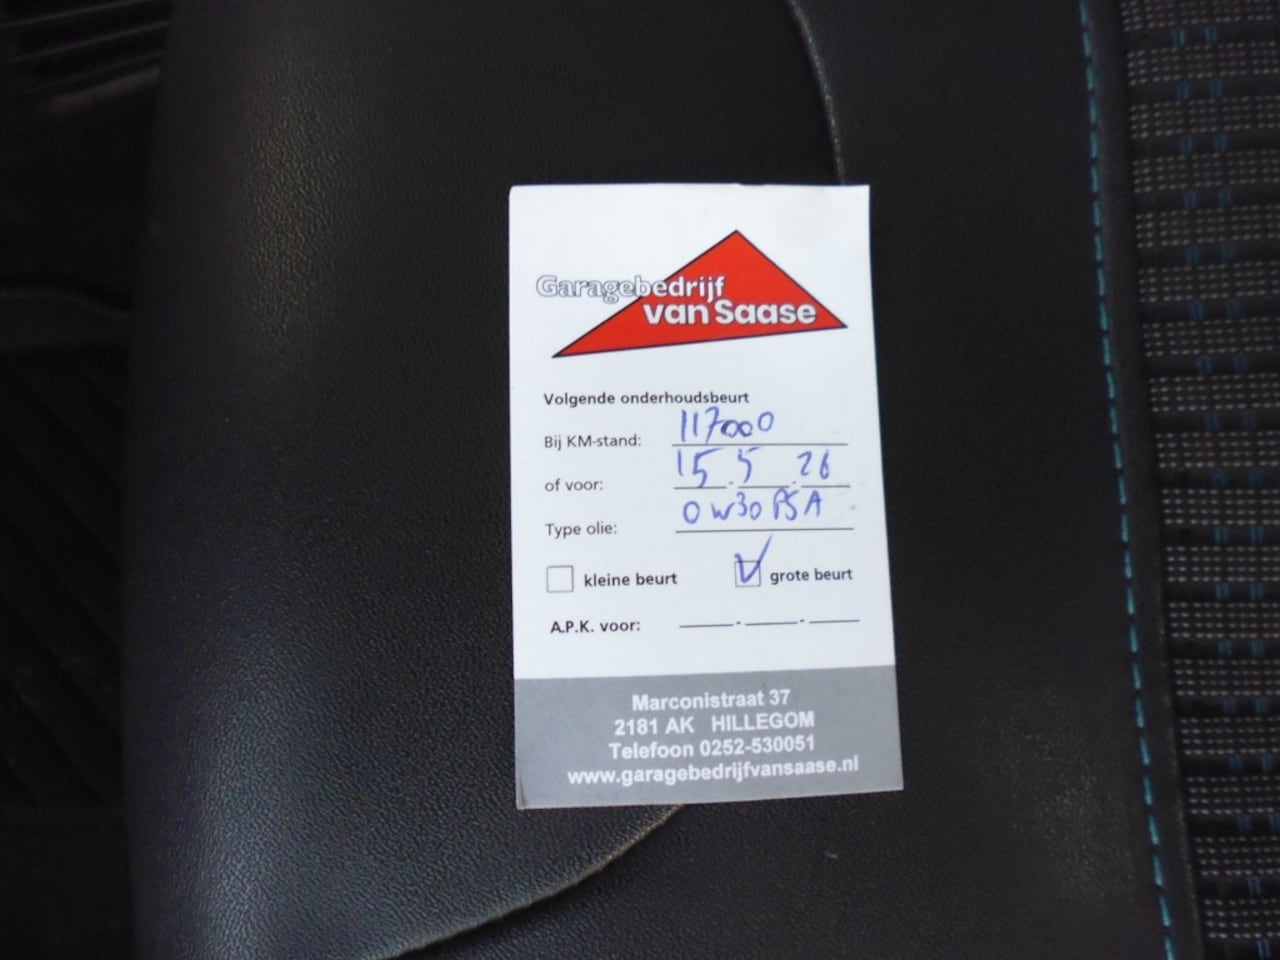 Garagebedrijf
van Saase
Volgende onderhoudsbeurt
Bij KM-stand: 117000
of voor: 15.5.26
Type olie: 0W30 PSA
kleine beurt grote beurt
A.P.K. voor:
Marconistraat 37
2181 AK HILLEGOM
Telefoon 0252-530051
www.garagebedrijfvansaase.nl